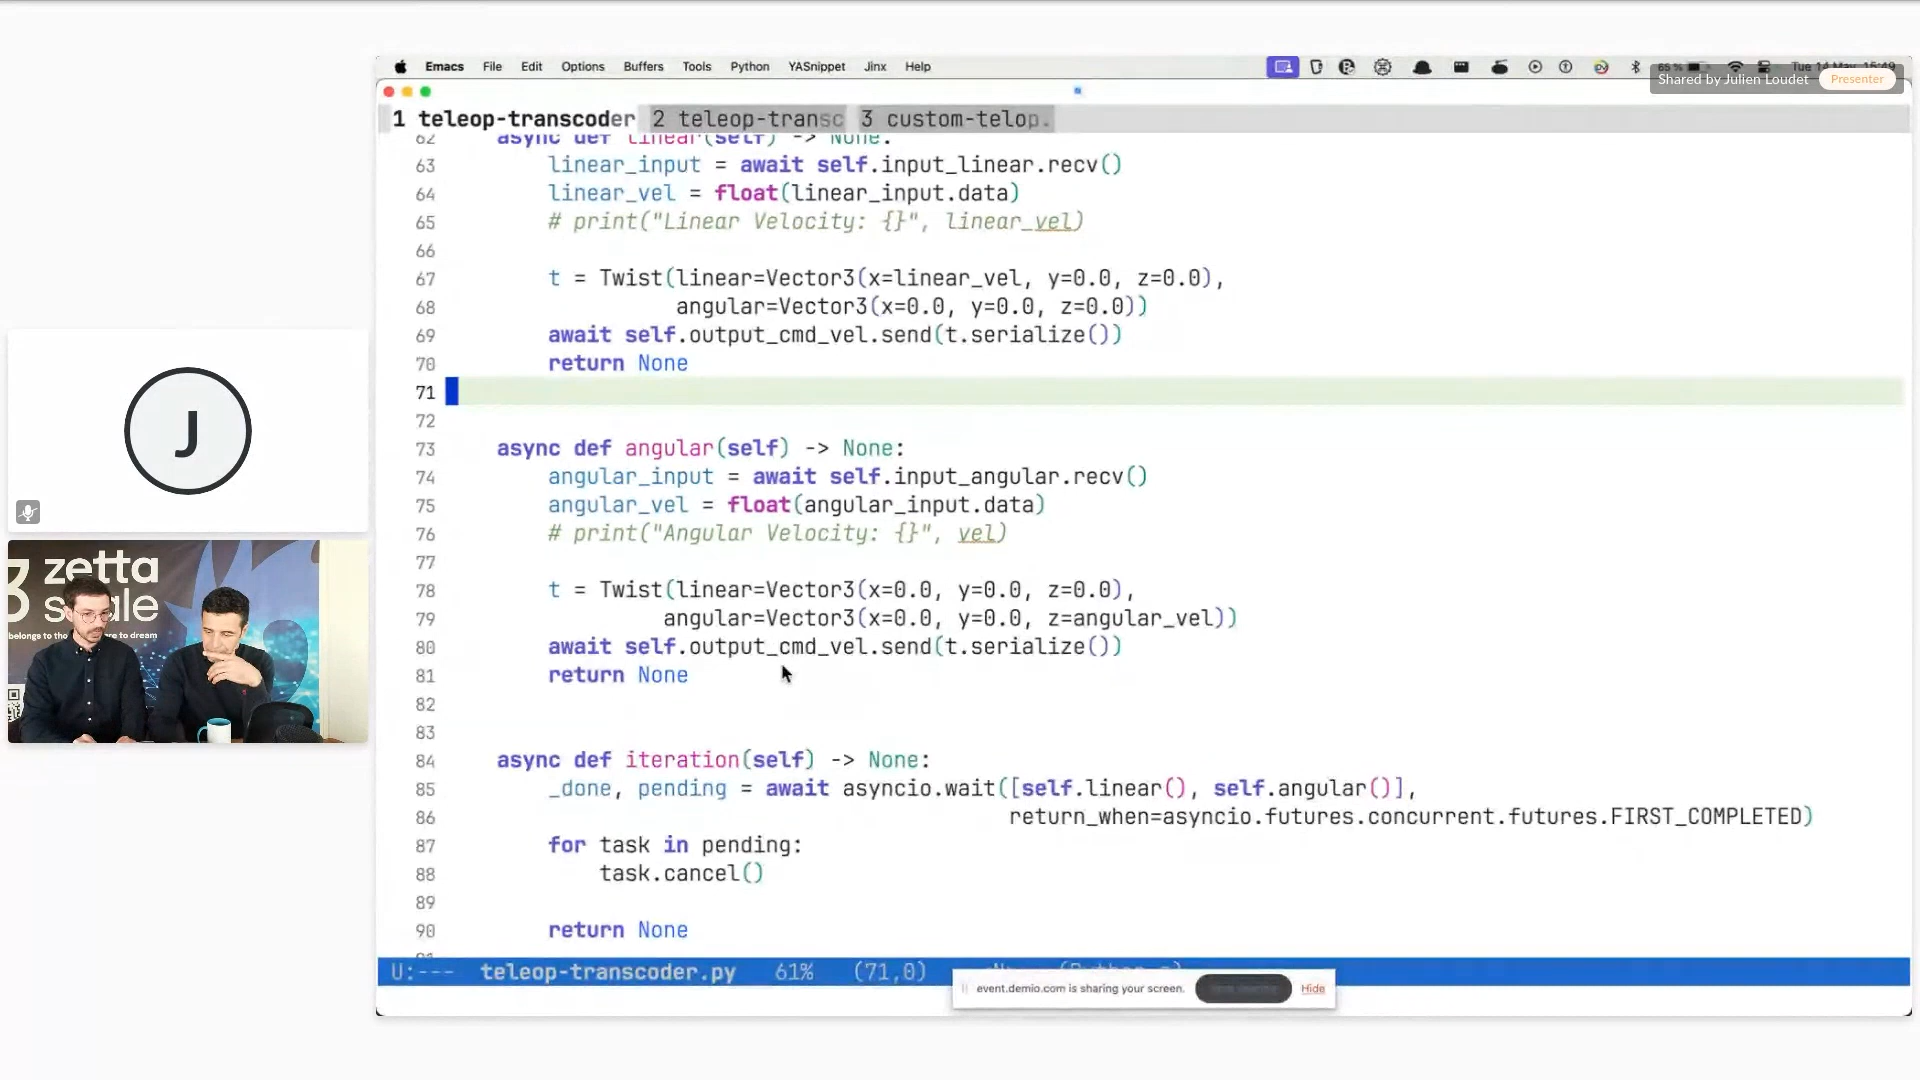 Emacs File Edit Options Buffers Tools Python YASnippet Jinx Help
Shared by Julien Loudet Presenter
1 teleop-transcoder 2 teleop-transc 3 custom-telop.
62 async def linear(self) -> None:
63 linear_input = await self.input_linear.recv()
64 linear_vel = float(linear_input.data)
65 # print("Linear Velocity: {}", linear_vel)
66
67 t = Twist(linear=Vector3(x=linear_vel, y=0.0, z=0.0),
68 angular=Vector3(x=0.0, y=0.0, z=0.0))
69 await self.output_cmd_vel.send(t.serialize())
70 return None
71
72
73 async def angular(self) -> None:
74 angular_input = await self.input_angular.recv()
75 angular_vel = float(angular_input.data)
76 # print("Angular Velocity: {}", vel)
77
78 t = Twist(linear=Vector3(x=0.0, y=0.0, z=0.0),
79 angular=Vector3(x=0.0, y=0.0, z=angular_vel))
80 await self.output_cmd_vel.send(t.serialize())
81 return None
82
83
84 async def iteration(self) -> None:
85 _done, pending = await asyncio.wait([self.linear(), self.angular()],
86 return_when=asyncio.futures.concurrent.futures.FIRST_COMPLETED)
87 for task in pending:
88 task.cancel()
89
90 return None
U:--- teleop-transcoder.py 61% (71,0)
event.demio.com is sharing your screen. Hide
J
zetta